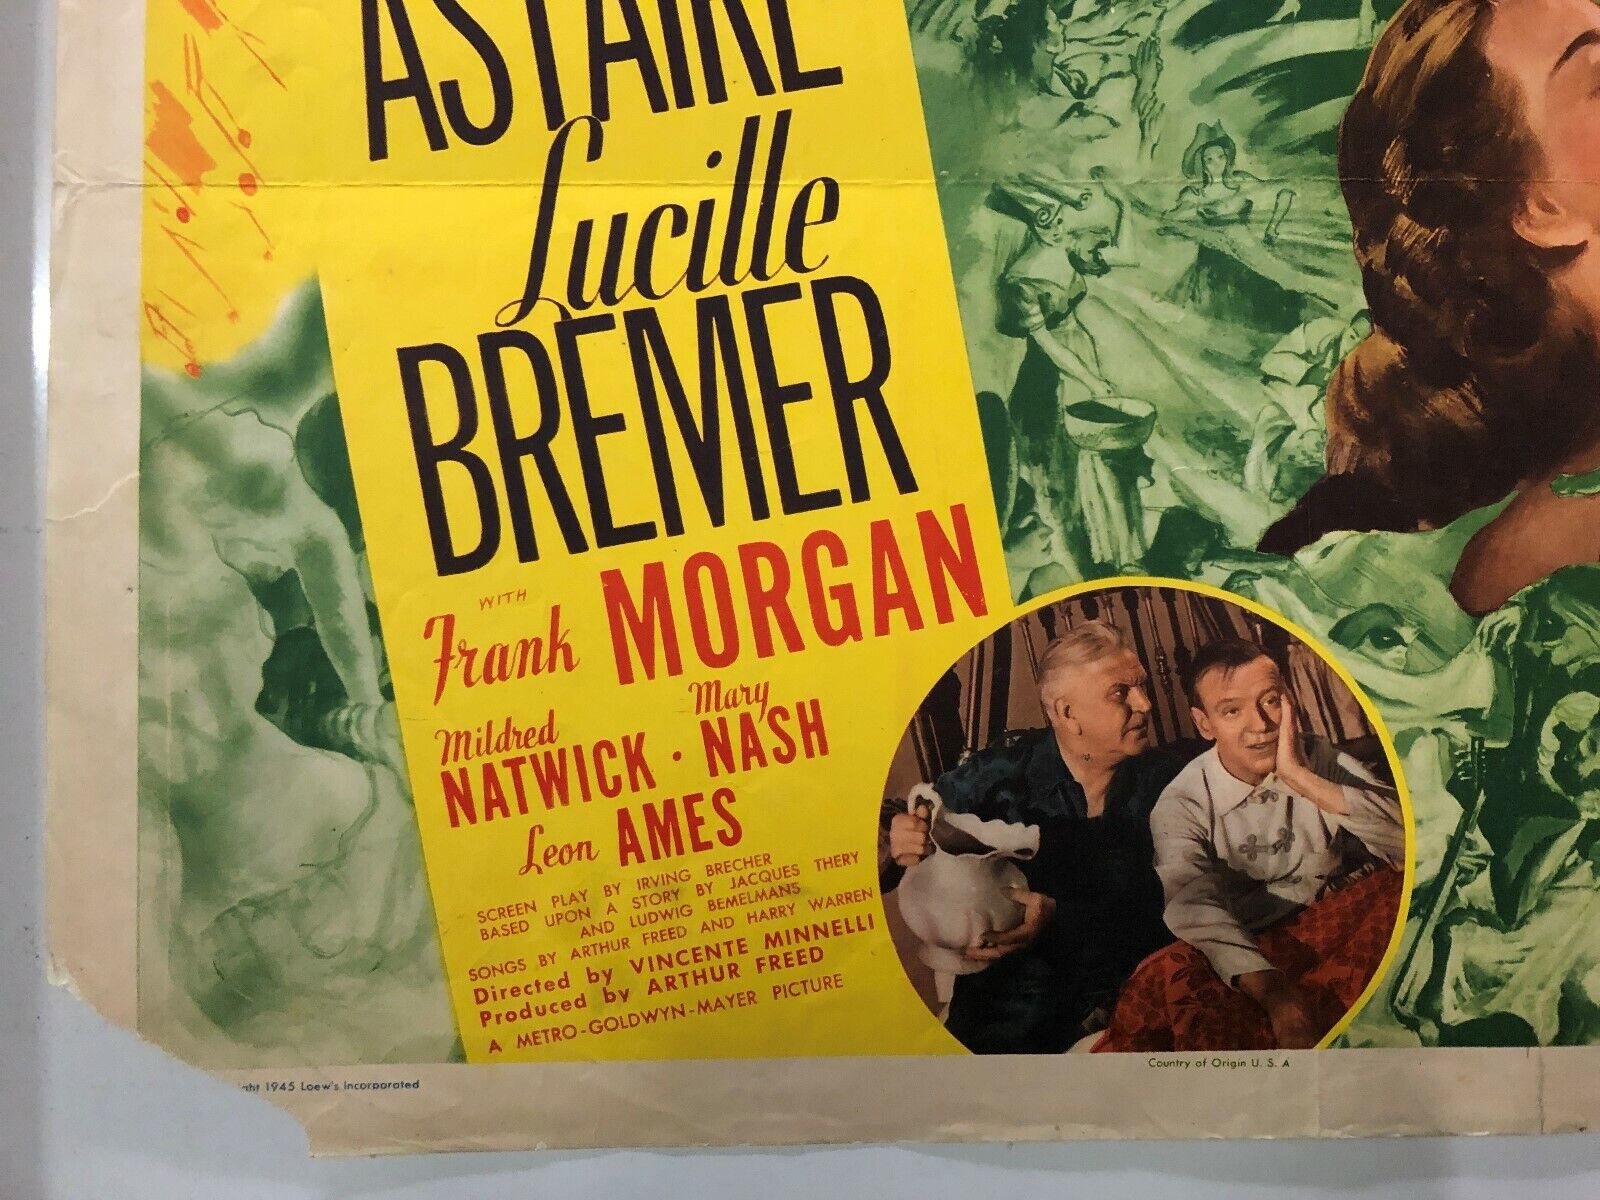 ASTAIRE
Lucille
BREMER
WITH
Frank MORGAN
Mildred Mary
NATWICK · NASH
Leon AMES
SCREEN PLAY BY IRVING BRECHER
BASED UPON A STORY BY JACQUES THERY
AND LUDWIG BEMELMANS
SONGS BY ARTHUR FREED AND HARRY WARREN
Directed by VINCENTE MINNELLI
Produced by ARTHUR FREED
A METRO-GOLDWYN-MAYER PICTURE
Country of Origin U. S. A
1945 Loew's Incorporated